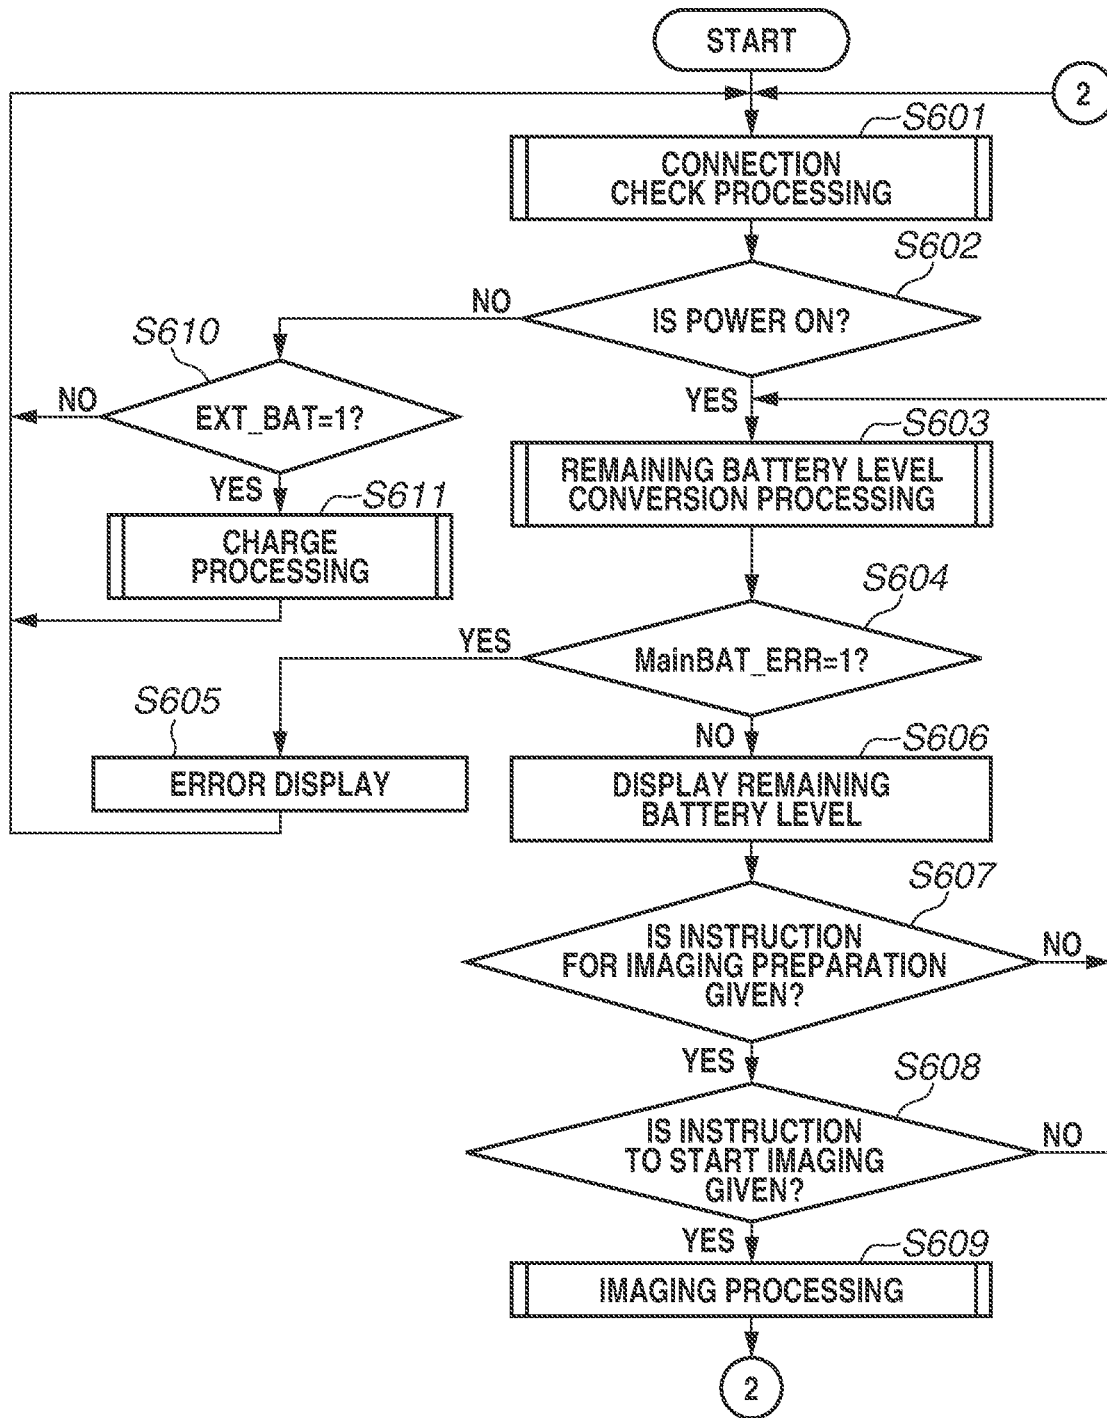 START
2
S601
CONNECTION
CHECK PROCESSING
S602
IS POWER ON?
NO
YES
S610
EXT_BAT=1?
NO
YES
S611
CHARGE
PROCESSING
S603
REMAINING BATTERY LEVEL
CONVERSION PROCESSING
S604
MainBAT_ERR=1?
YES
NO
S605
ERROR DISPLAY
S606
DISPLAY REMAINING
BATTERY LEVEL
S607
IS INSTRUCTION
FOR IMAGING PREPARATION
GIVEN?
NO
YES
S608
IS INSTRUCTION
TO START IMAGING
GIVEN?
NO
YES
S609
IMAGING PROCESSING
2